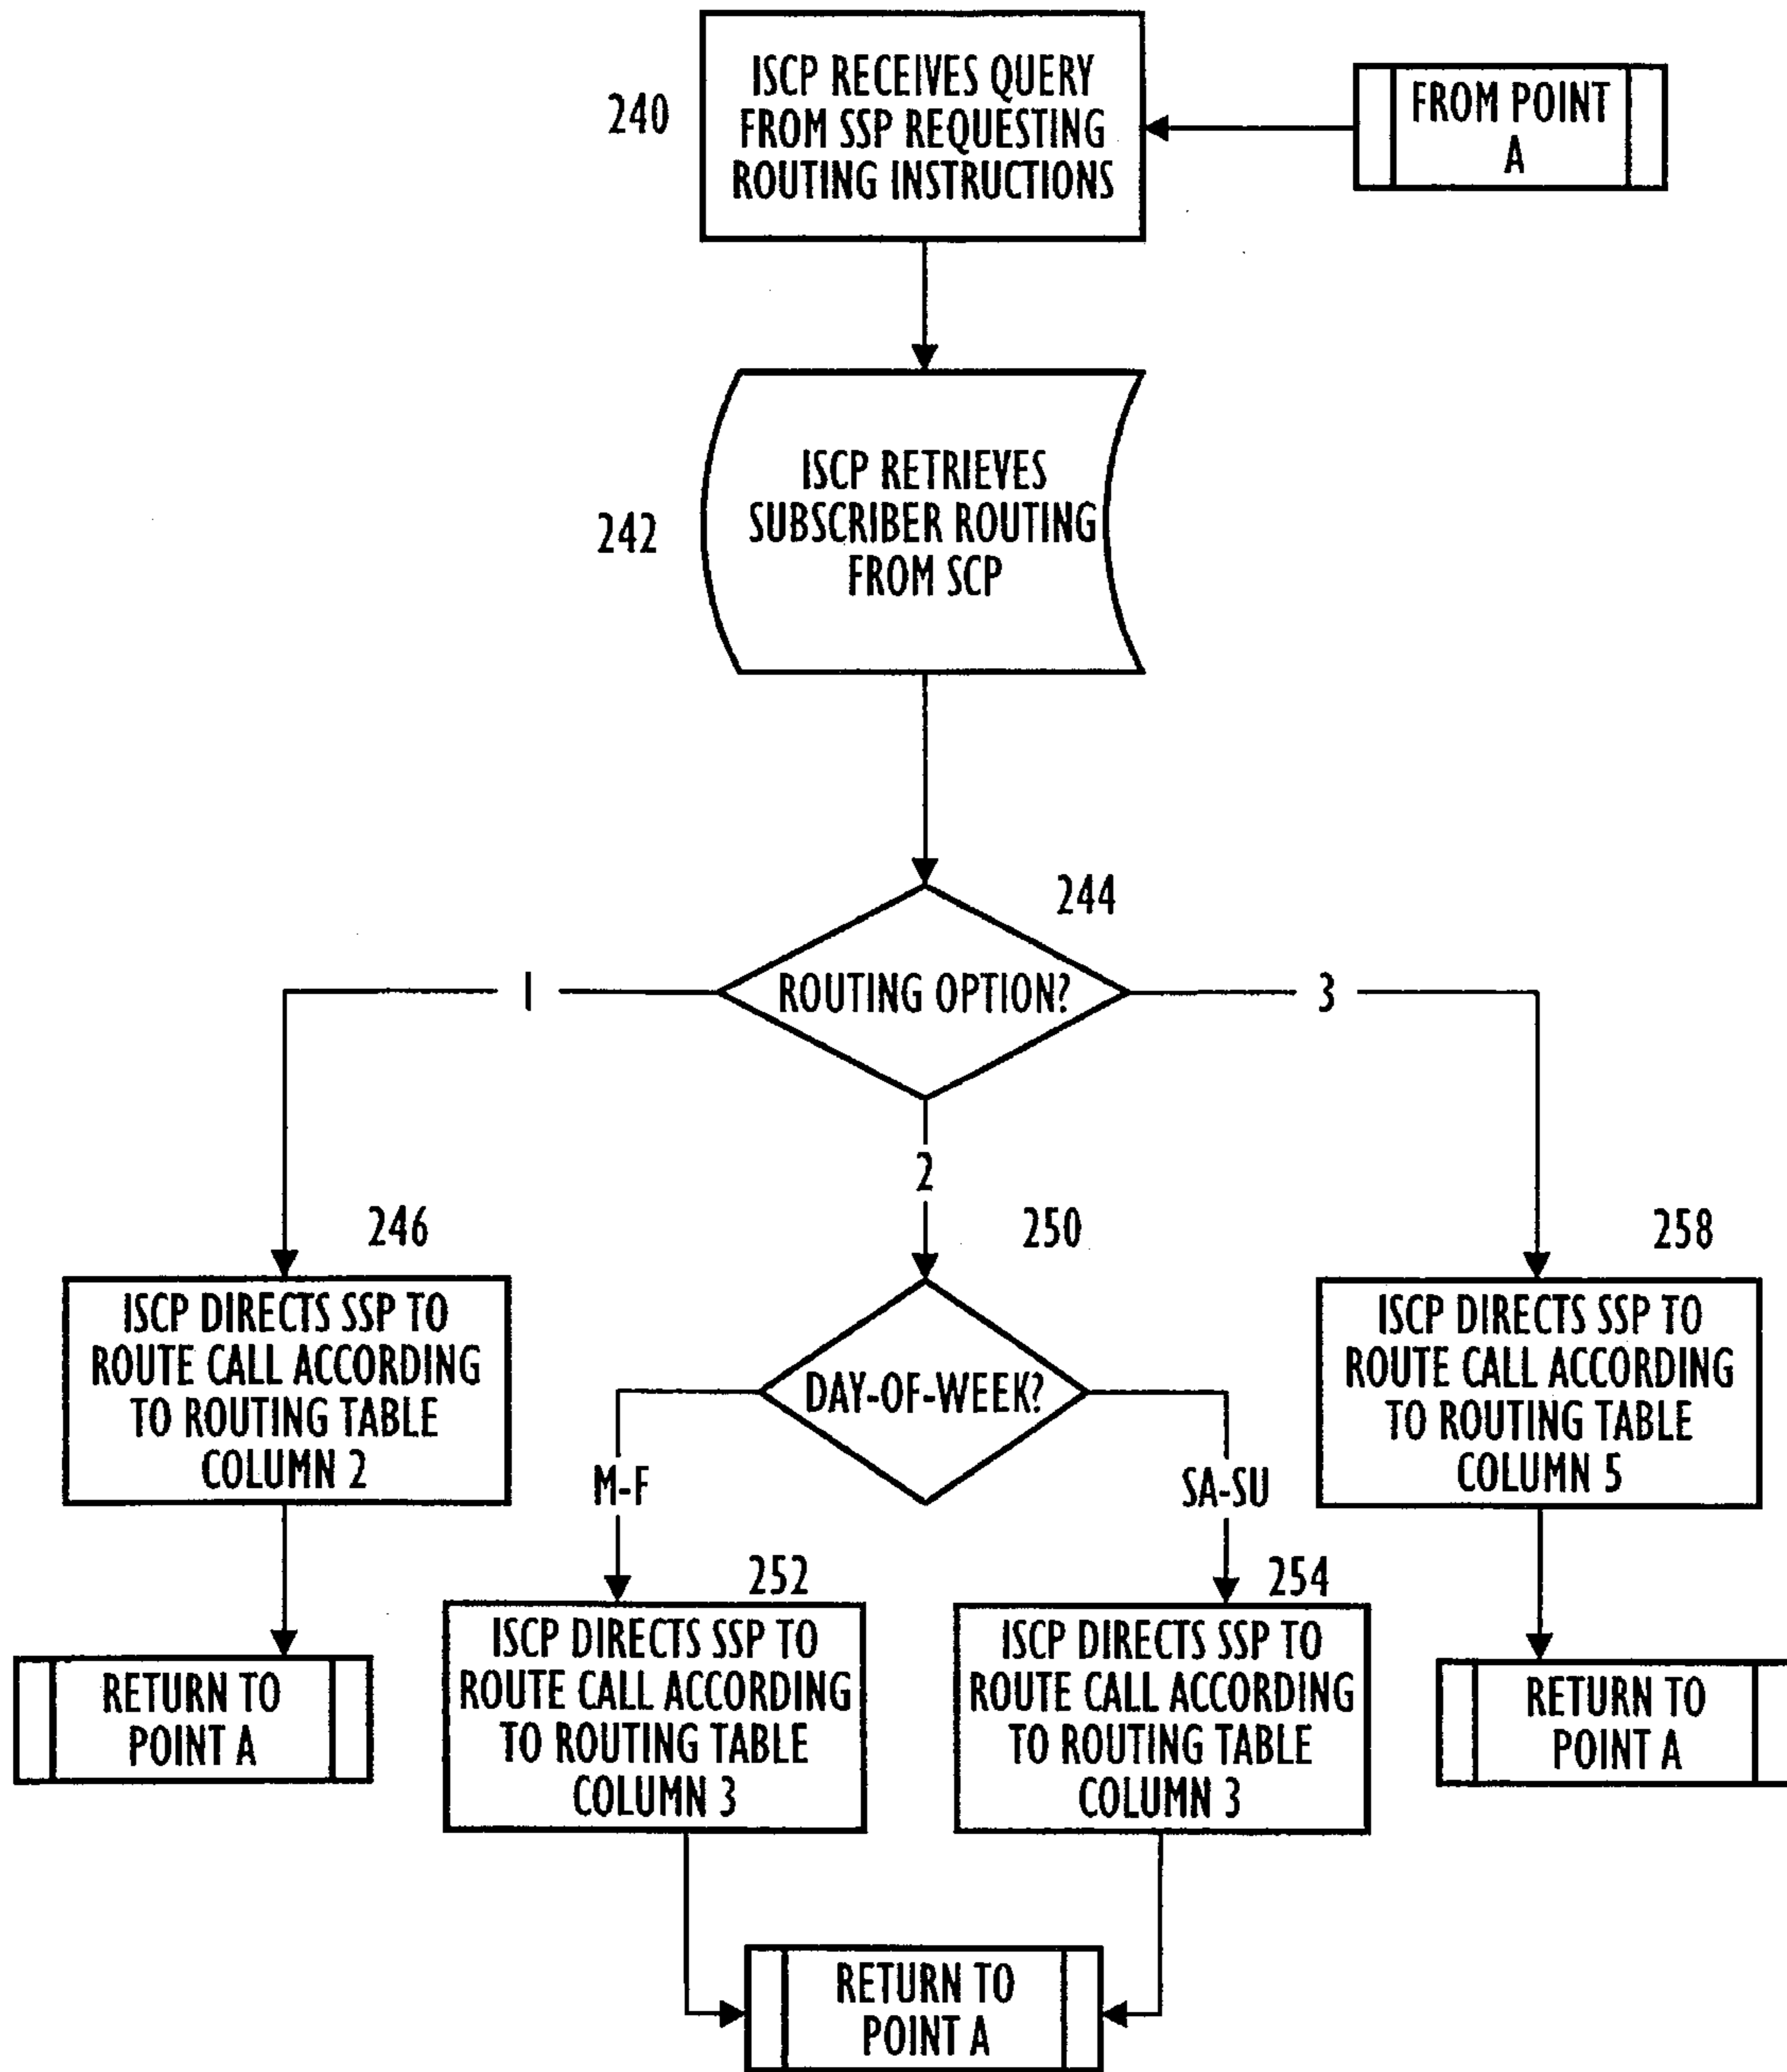 240
ISCP RECEIVES QUERY
FROM SSP REQUESTING
ROUTING INSTRUCTIONS
FROM POINT
A
242
ISCP RETRIEVES
SUBSCRIBER ROUTING
FROM SCP
244
ROUTING OPTION?
1
3
2
246
ISCP DIRECTS SSP TO
ROUTE CALL ACCORDING
TO ROUTING TABLE
COLUMN 2
250
DAY-OF-WEEK?
M-F
SA-SU
258
ISCP DIRECTS SSP TO
ROUTE CALL ACCORDING
TO ROUTING TABLE
COLUMN 5
252
ISCP DIRECTS SSP TO
ROUTE CALL ACCORDING
TO ROUTING TABLE
COLUMN 3
254
ISCP DIRECTS SSP TO
ROUTE CALL ACCORDING
TO ROUTING TABLE
COLUMN 3
RETURN TO
POINT A
RETURN TO
POINT A
RETURN TO
POINT A